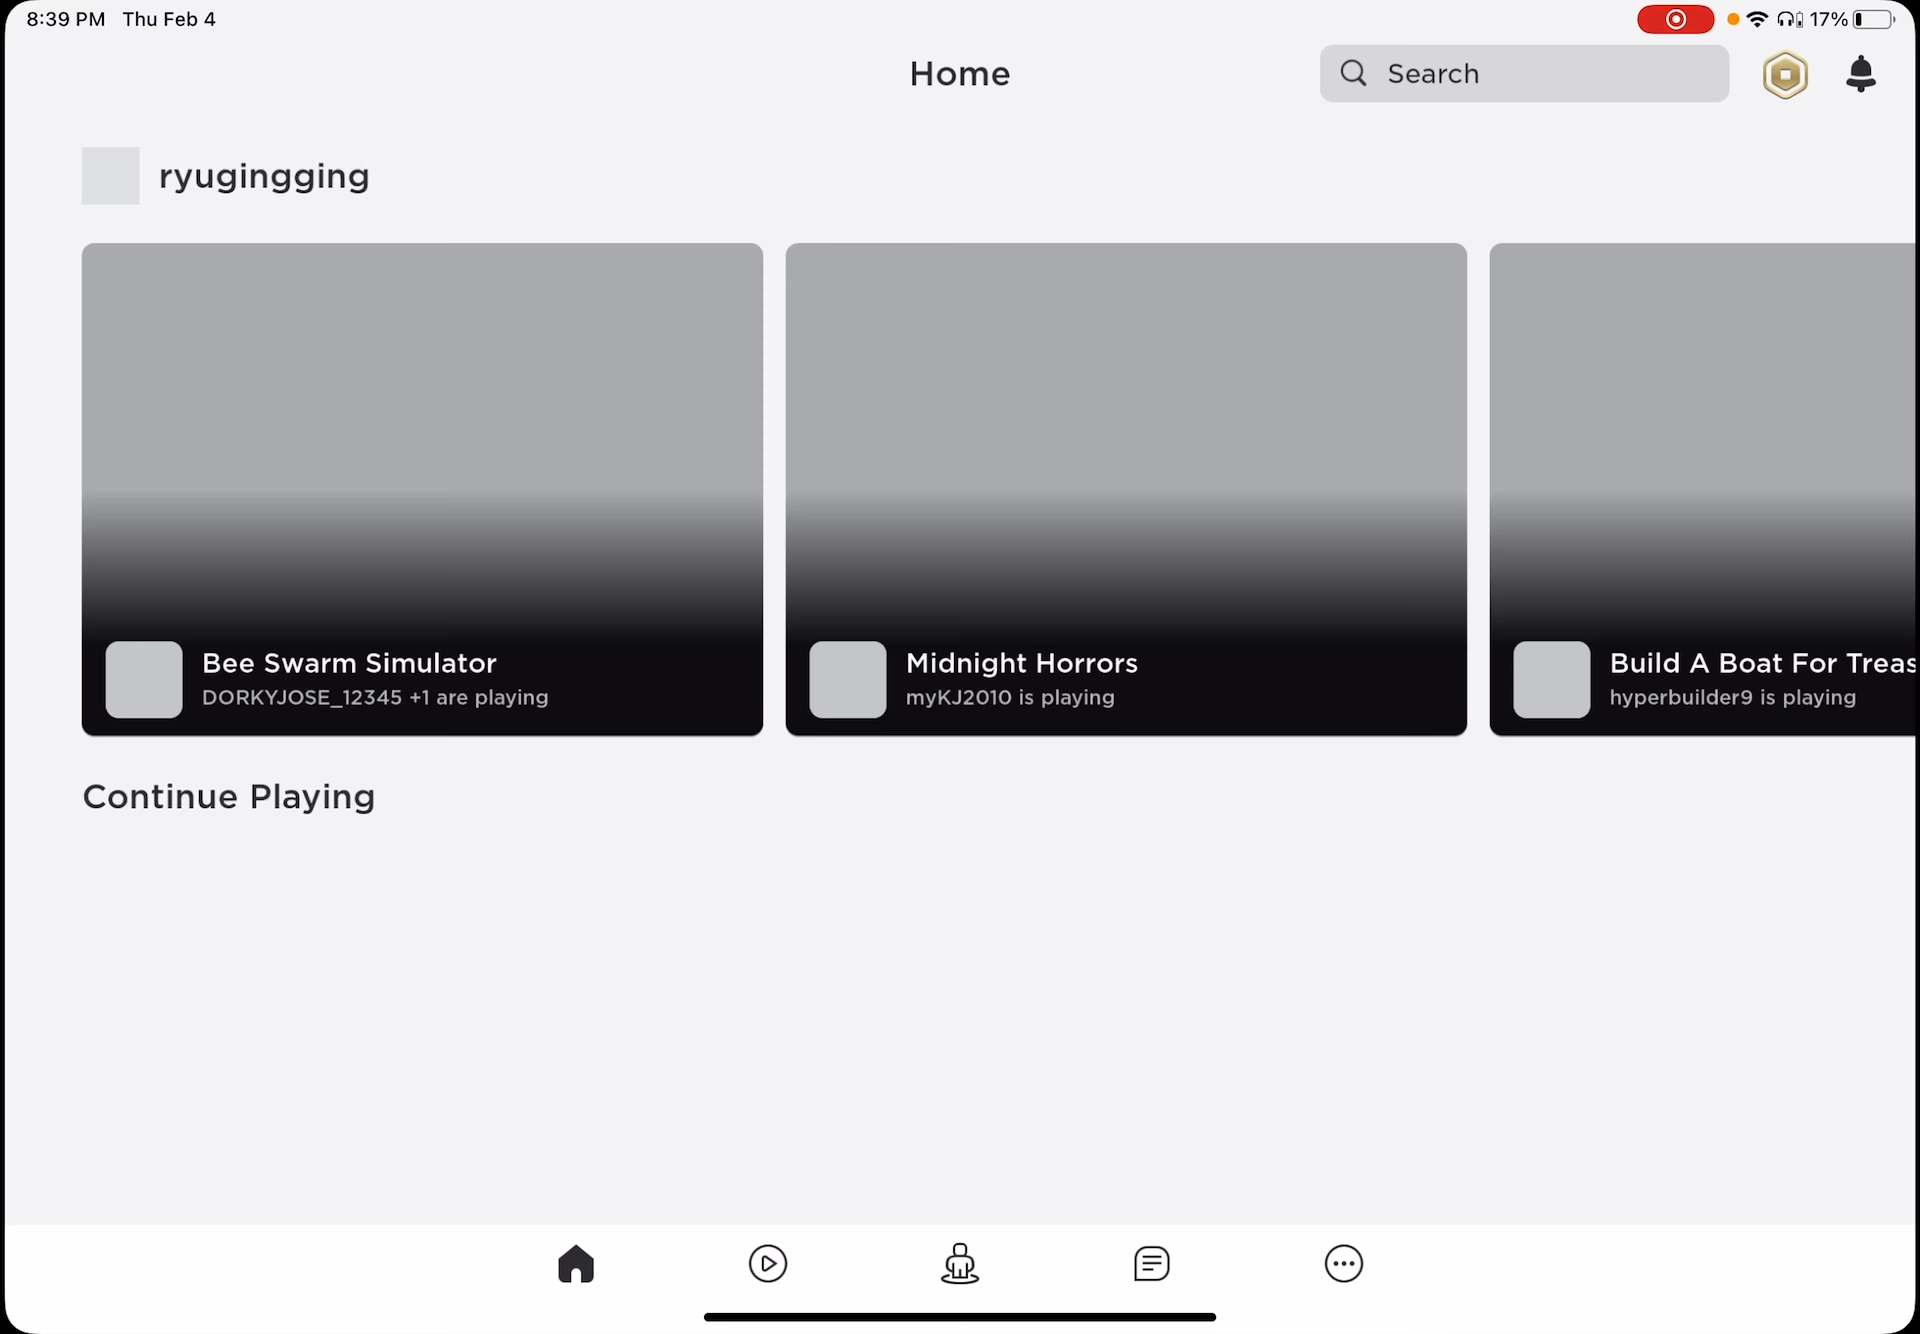 8:39 PM Thu Feb 4
17%
Home
Search
ryugingging
Bee Swarm Simulator
DORKYJOSE_12345 +1 are playing
Midnight Horrors
myKJ2010 is playing
Build A Boat For Treas
hyperbuilder9 is playing
Continue Playing